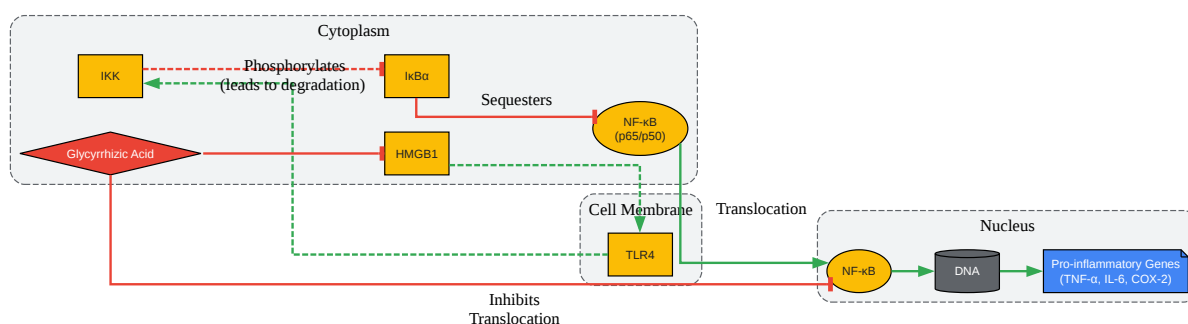 Cytoplasm
IKK
Phosphorylates
(leads to degradation)
IκBα
Sequesters
NF-κB
(p65/p50)
Glycyrrhizic Acid
HMGB1
Cell Membrane
TLR4
Translocation
Nucleus
NF-κB
DNA
Pro-inflammatory Genes
(TNF-α, IL-6, COX-2)
Inhibits
Translocation